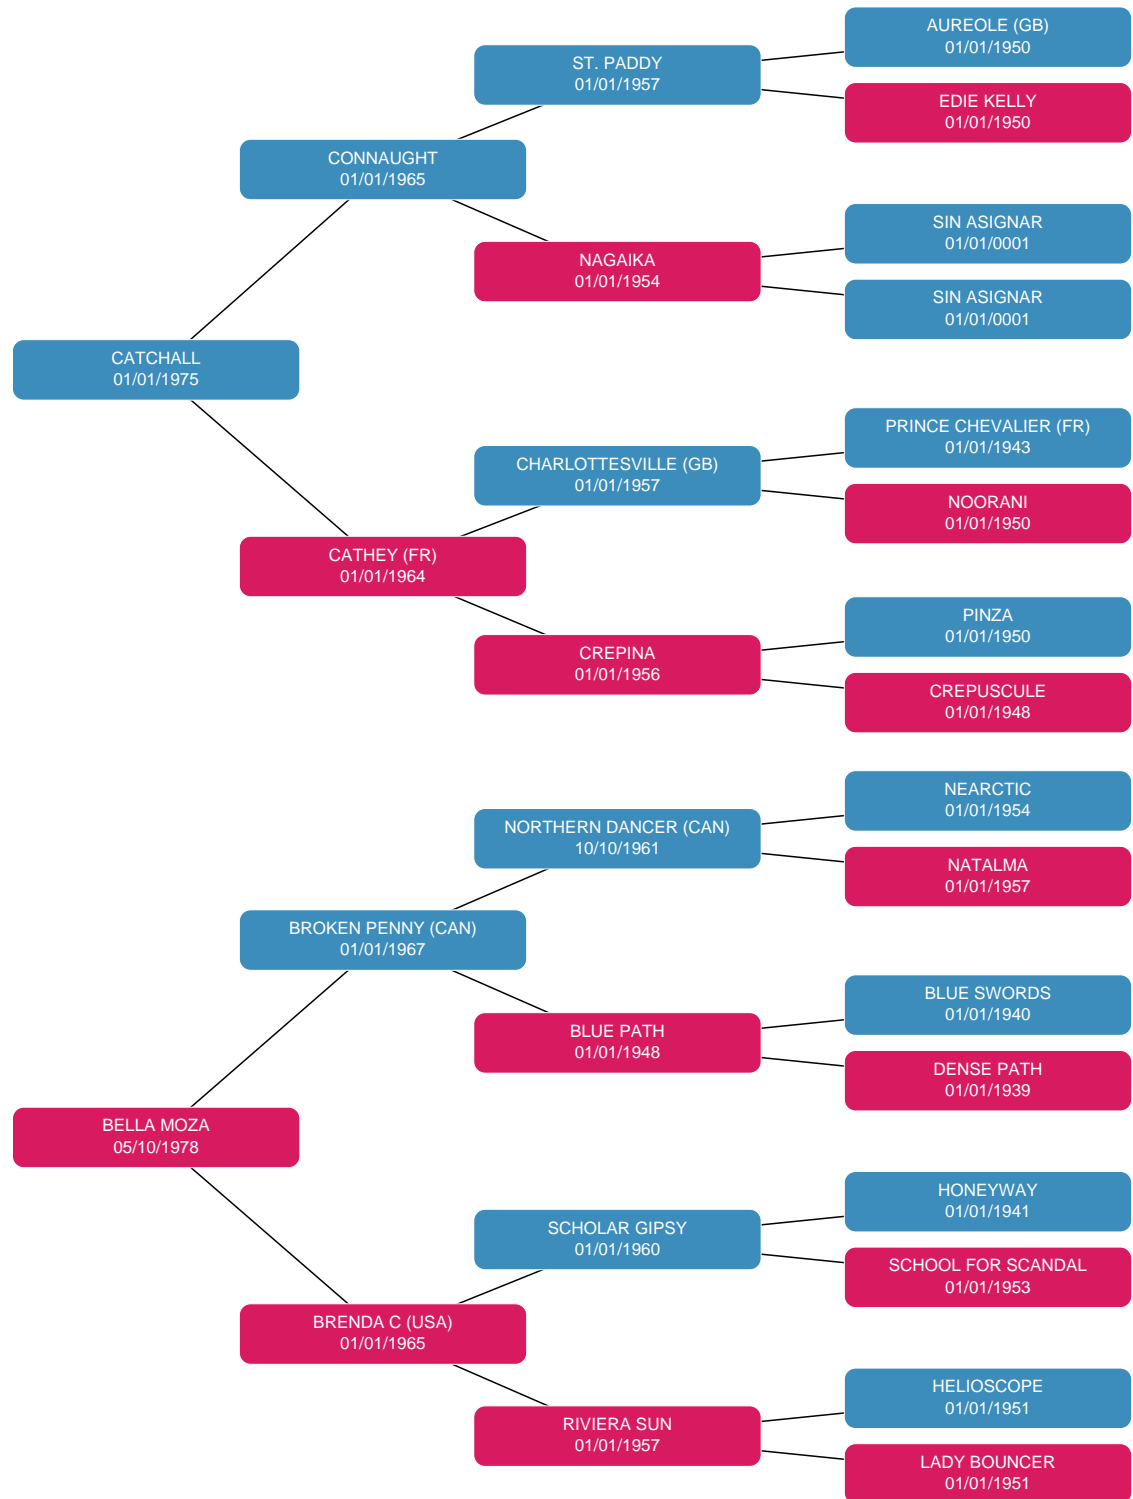 AUREOLE (GB)
01/01/1950
ST. PADDY
01/01/1957
EDIE KELLY
01/01/1950
CONNAUGHT
01/01/1965
SIN ASIGNAR
01/01/0001
NAGAIKA
01/01/1954
SIN ASIGNAR
01/01/0001
CATCHALL
01/01/1975
PRINCE CHEVALIER (FR)
01/01/1943
CHARLOTTESVILLE (GB)
01/01/1957
NOORANI
01/01/1950
CATHEY (FR)
01/01/1964
PINZA
01/01/1950
CREPINA
01/01/1956
CREPUSCULE
01/01/1948
NEARCTIC
01/01/1954
NORTHERN DANCER (CAN)
10/10/1961
NATALMA
01/01/1957
BROKEN PENNY (CAN)
01/01/1967
BLUE SWORDS
01/01/1940
BLUE PATH
01/01/1948
DENSE PATH
01/01/1939
BELLA MOZA
05/10/1978
HONEYWAY
01/01/1941
SCHOLAR GIPSY
01/01/1960
SCHOOL FOR SCANDAL
01/01/1953
BRENDA C (USA)
01/01/1965
HELIOSCOPE
01/01/1951
RIVIERA SUN
01/01/1957
LADY BOUNCER
01/01/1951